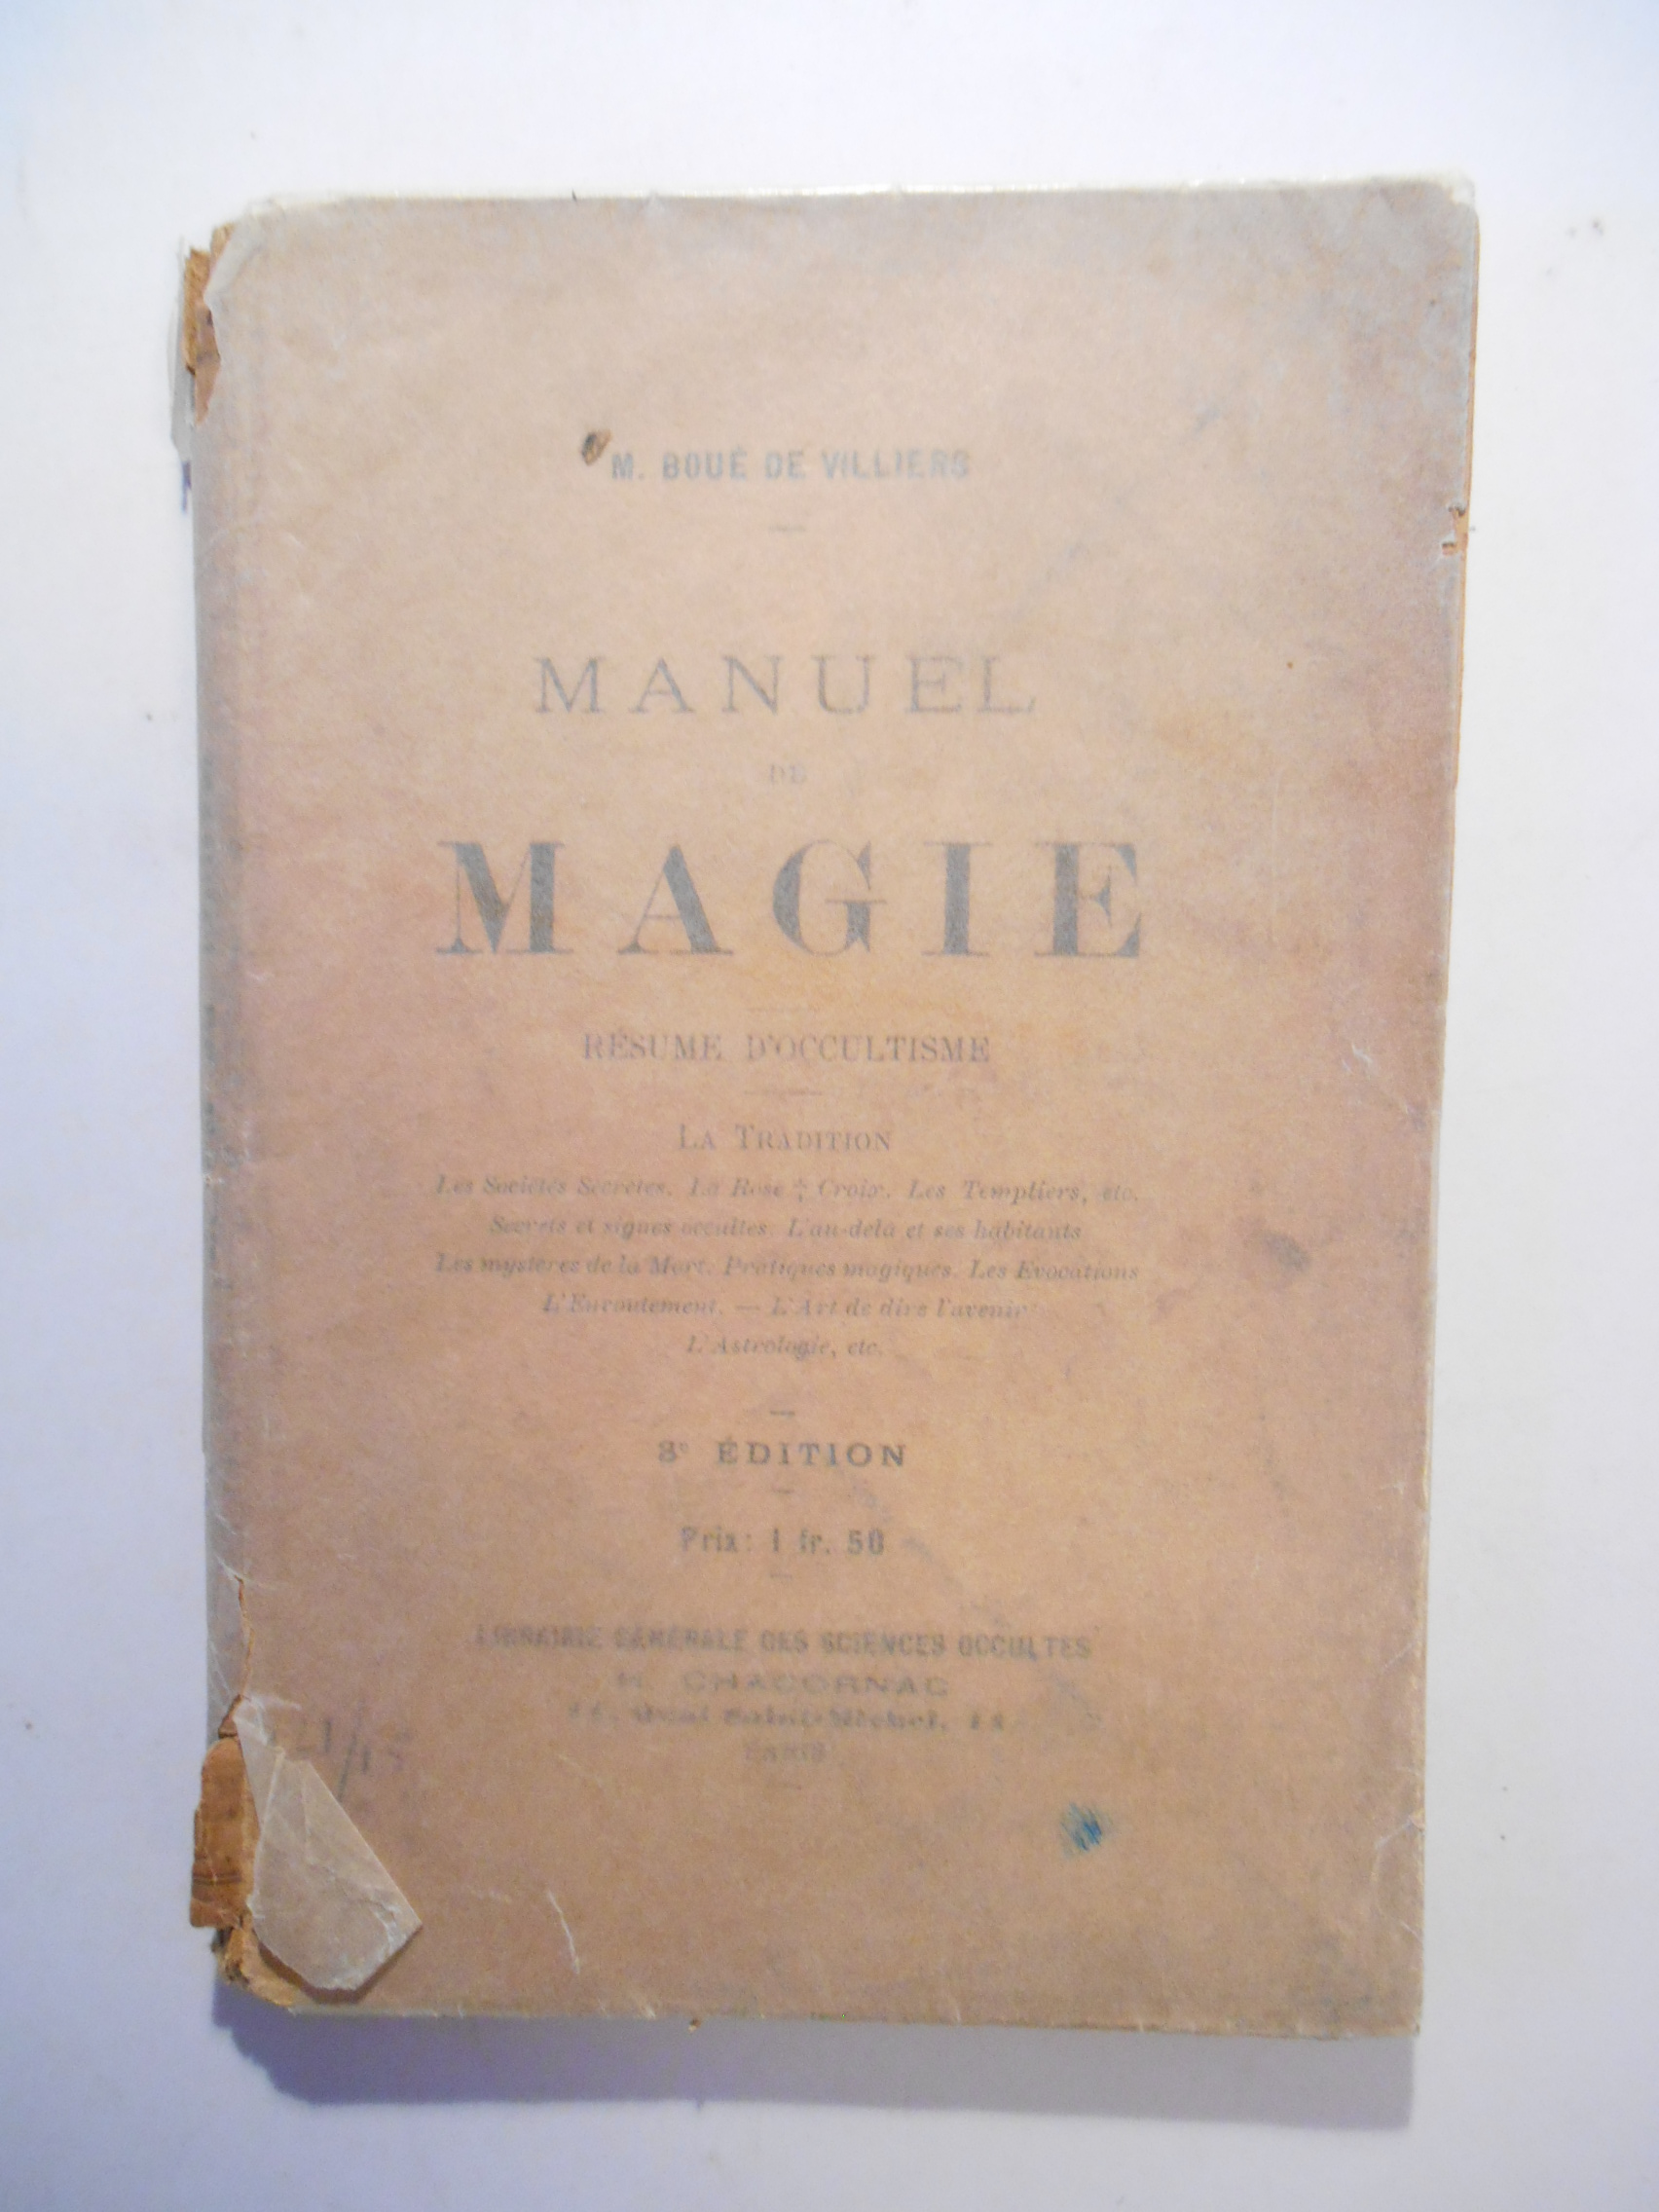 M. BOUÉ DE VILLIERS
MANUEL
DE
MAGIE
RÉSUMÉ D'OCCULTISME
LA TRADITION
Les Sociétés Secrètes. La Rose † Croix. Les Templiers, etc.
Secrets et signes occultes. L'au-delà et ses habitants
Les mystères de la Mort. Pratiques magiques. Les Évocations
L'Envoutement. — L'Art de dire l'avenir
L'Astrologie, etc.
3e ÉDITION
Prix: 1 fr. 50
LIBRAIRIE GÉNÉRALE DES SCIENCES OCCULTES
H. CHACORNAC
11, Quai Saint-Michel, 11
PARIS